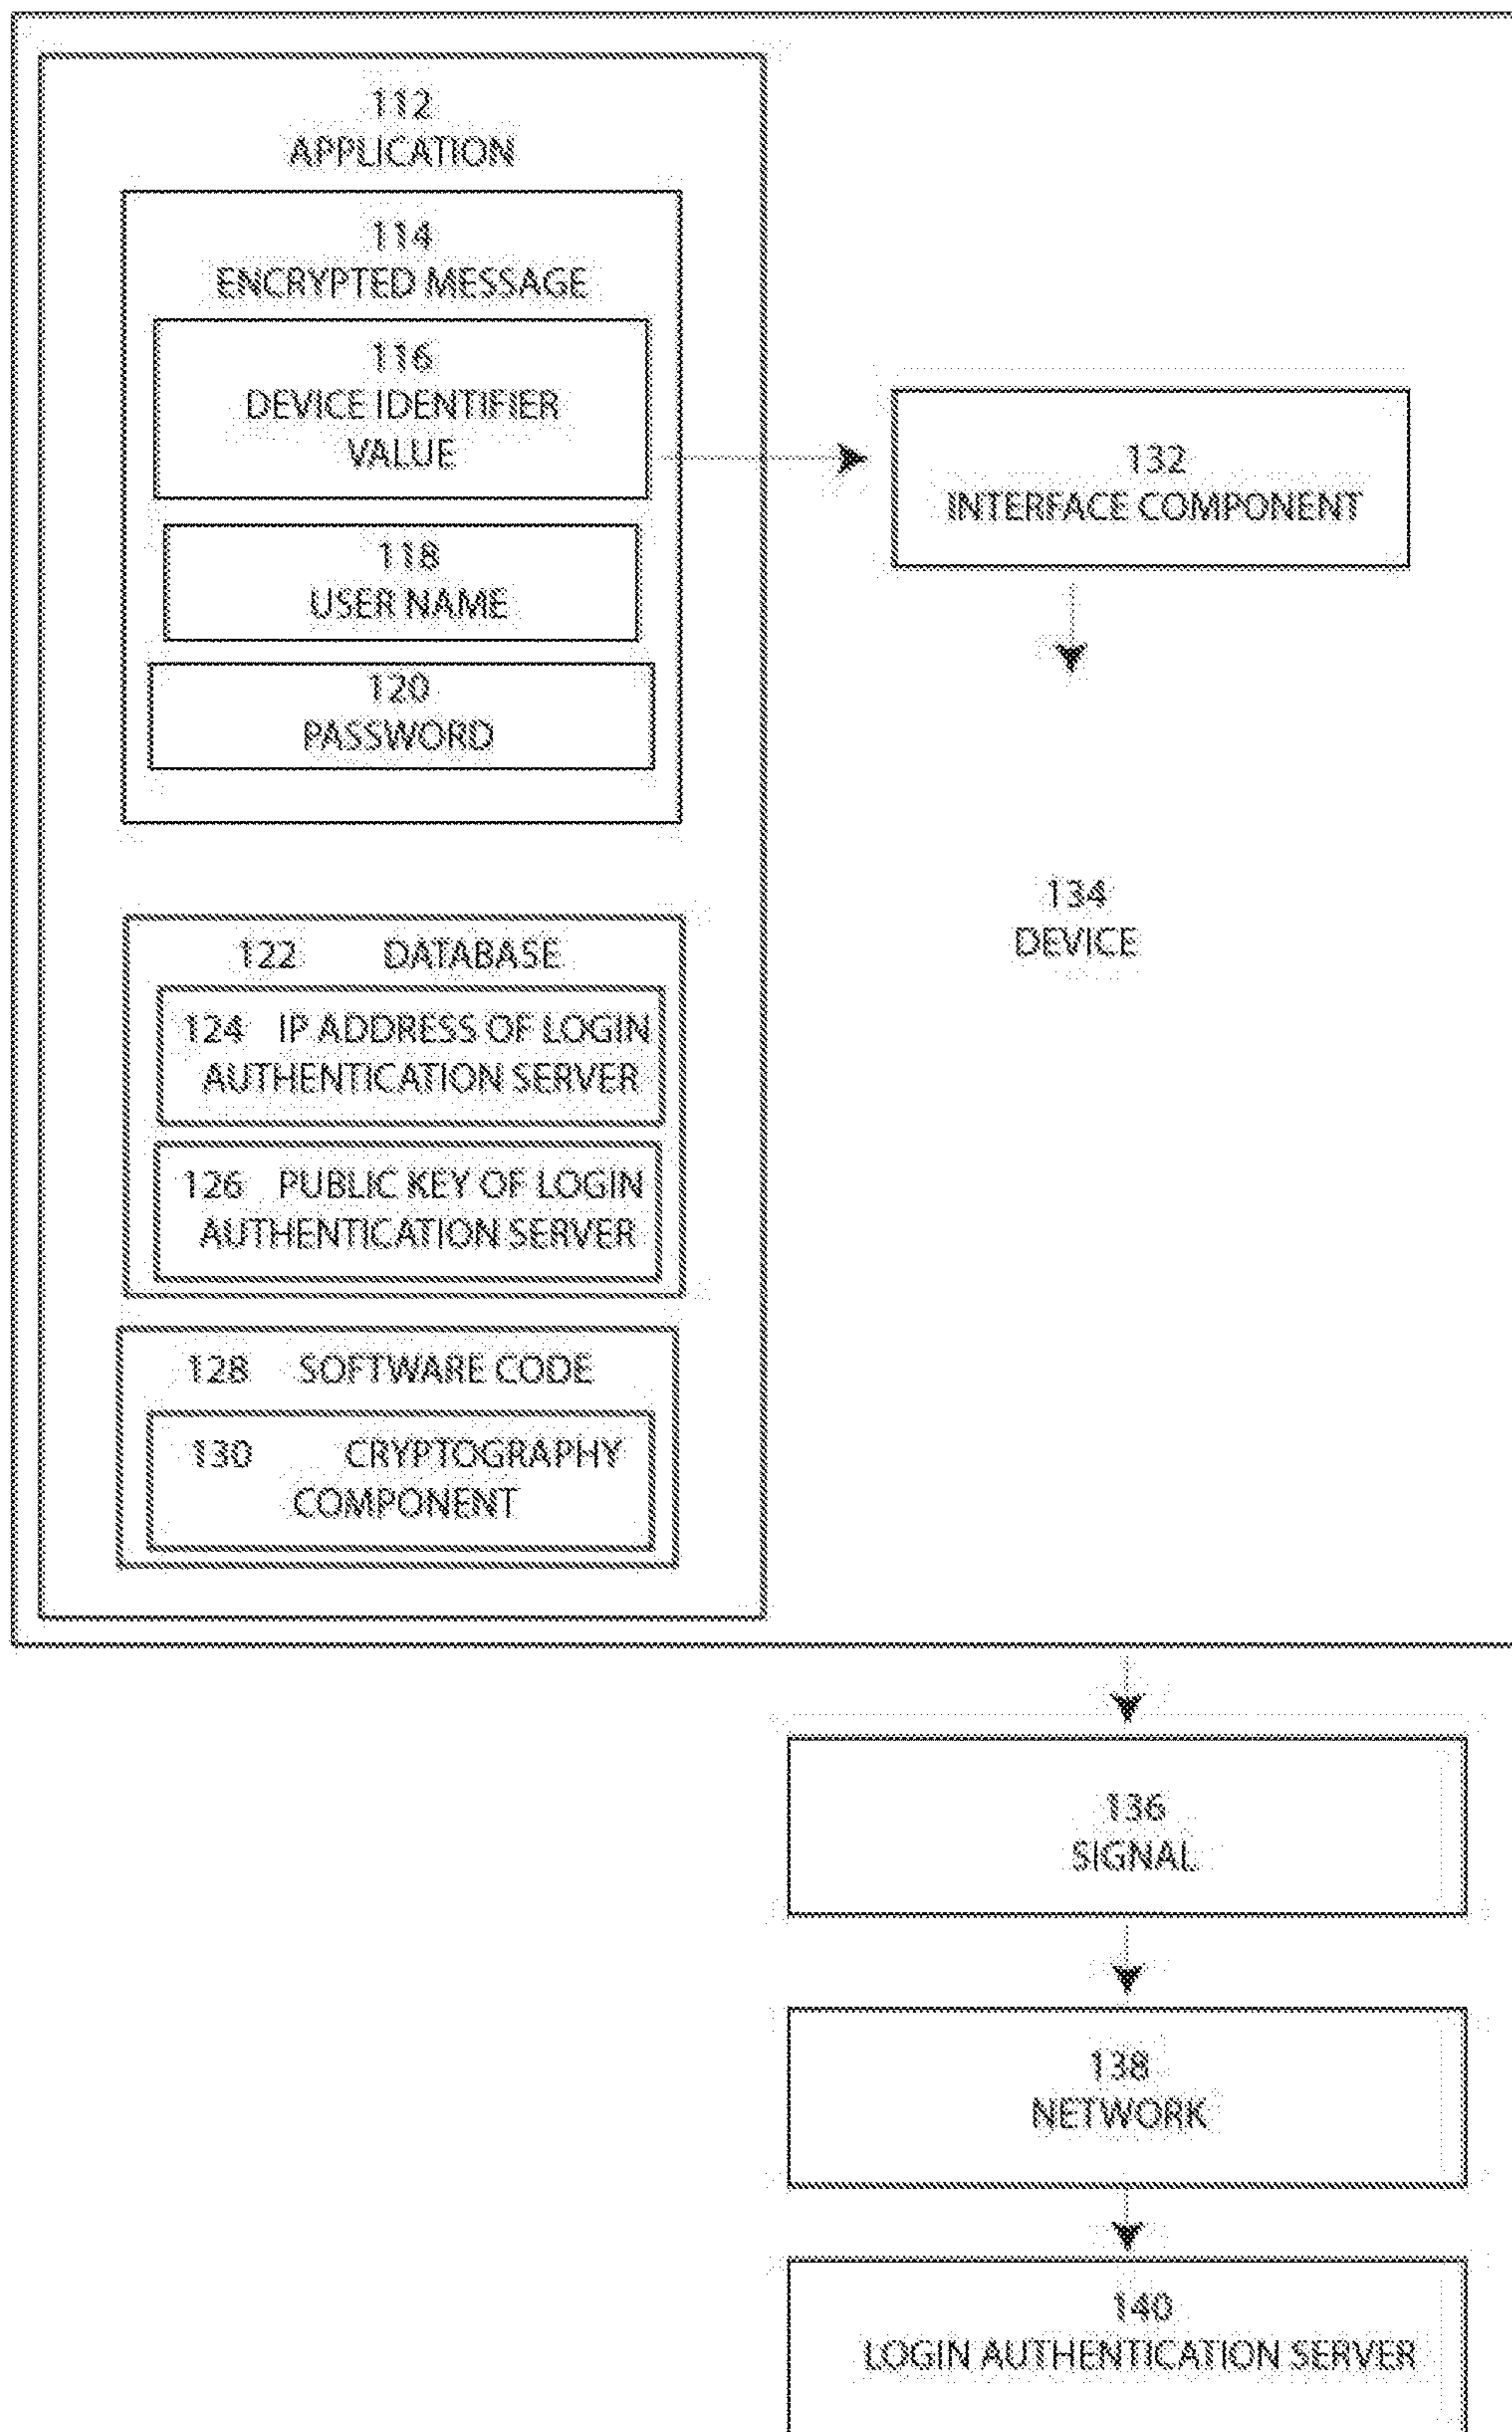 112
APPLICATION
114
ENCRYPTED MESSAGE
116
DEVICE IDENTIFIER
VALUE
118
USER NAME
120
PASSWORD
132
INTERFACE COMPONENT
134
DEVICE
122 DATABASE
124 IP ADDRESS OF LOGIN
AUTHENTICATION SERVER
126 PUBLIC KEY OF LOGIN
AUTHENTICATION SERVER
128 SOFTWARE CODE
130 CRYPTOGRAPHY
COMPONENT
136
SIGNAL
138
NETWORK
140
LOGIN AUTHENTICATION SERVER